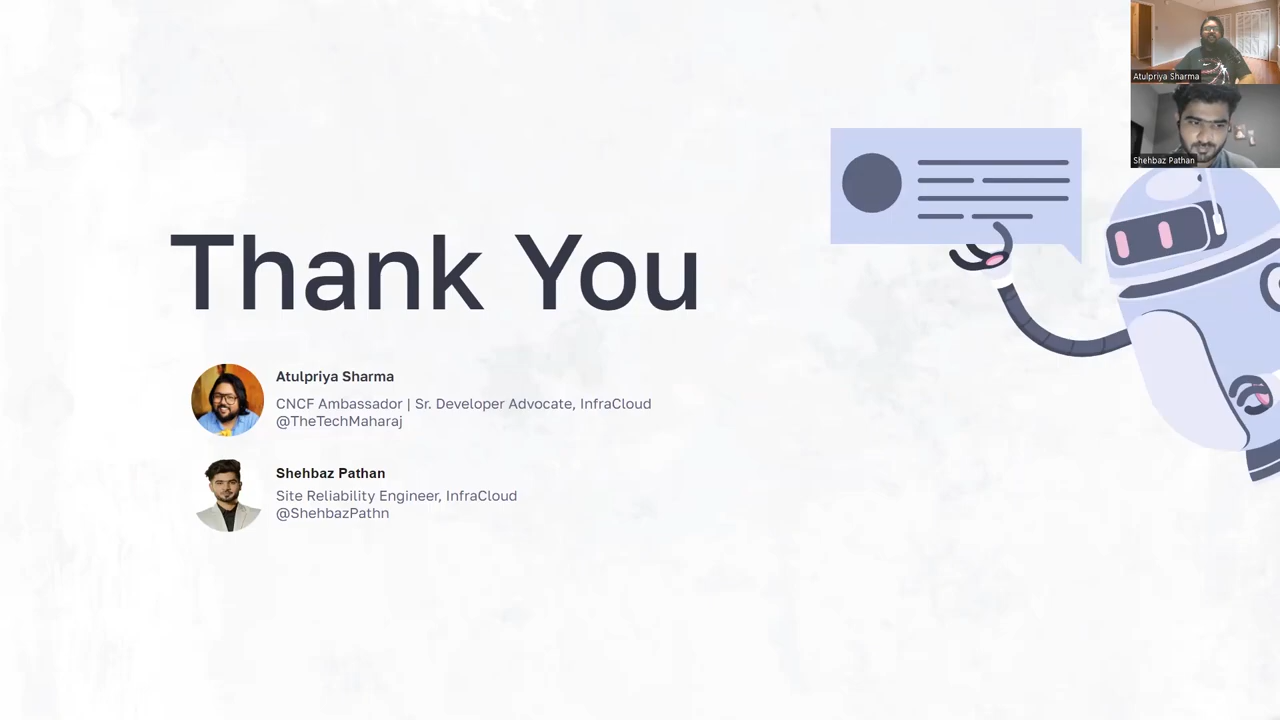 Atulpriya Sharma
Shehbaz Pathan
Thank You
Atulpriya Sharma
CNCF Ambassador | Sr. Developer Advocate, InfraCloud
@TheTechMaharaj
Shehbaz Pathan
Site Reliability Engineer, InfraCloud
@ShehbazPathn